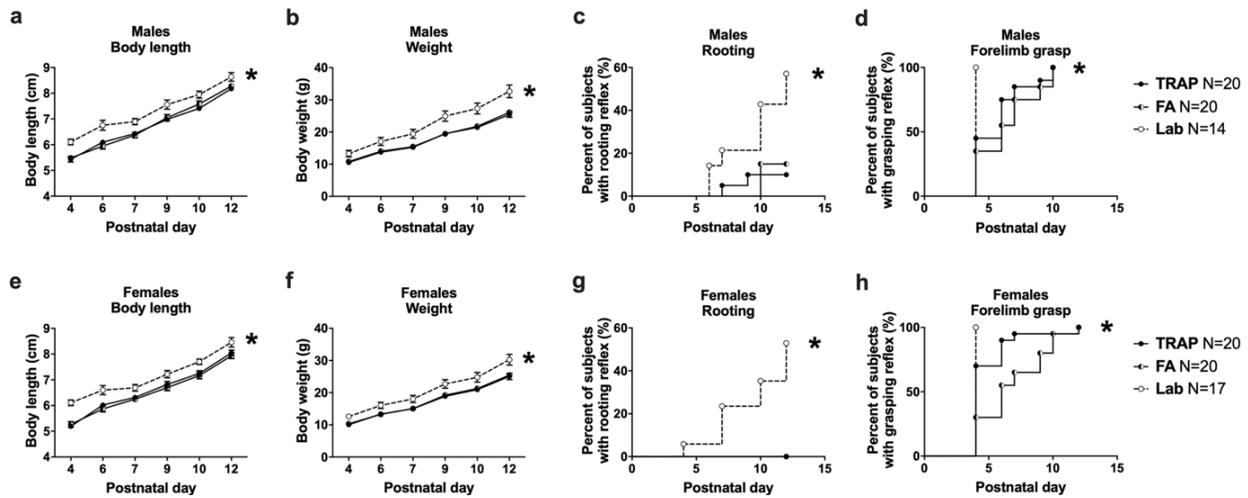 a
Males
Body length
Body length (cm)
9
8
7
6
5
4
4 6 7 9 10 12
Postnatal day
*
b
Males
Weight
Body weight (g)
40
30
20
10
0
4 6 7 9 10 12
Postnatal day
*
c
Males
Rooting
Percent of subjects
with rooting reflex (%)
60
40
20
0
0 5 10 15
Postnatal day
*
d
Males
Forelimb grasp
Percent of subjects
with grasping reflex (%)
100
50
0
0 5 10 15
Postnatal day
*
TRAP N=20
FA N=20
Lab N=14
e
Females
Body length
Body length (cm)
9
8
7
6
5
4
4 6 7 9 10 12
Postnatal day
*
f
Females
Weight
Body weight (g)
40
30
20
10
0
4 6 7 9 10 12
Postnatal day
*
g
Females
Rooting
Percent of subjects
with rooting reflex (%)
60
40
20
0
0 5 10 15
Postnatal day
*
h
Females
Forelimb grasp
Percent of subjects
with grasping reflex (%)
100
50
0
0 5 10 15
Postnatal day
*
TRAP N=20
FA N=20
Lab N=17